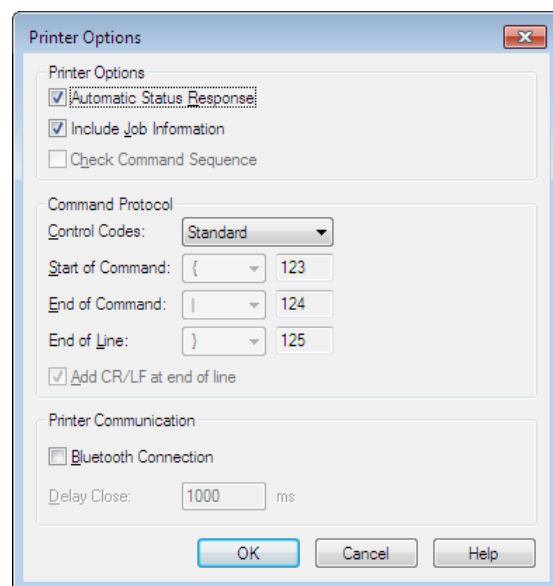 Printer Options
Printer Options
Automatic Status Response
Include Job Information
Check Command Sequence
Command Protocol
Control Codes: Standard
Start of Command: { 123
End of Command: | 124
End of Line: } 125
Add CR/LF at end of line
Printer Communication
Bluetooth Connection
Delay Close: 1000 ms
OK Cancel Help